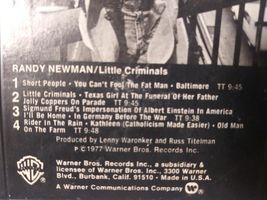 RANDY NEWMAN/Little Criminals
1 Short People • You Can't Fool The Fat Man • Baltimore TT 9:45
2 Little Criminals • Texas Girl At The Funeral Of Her Father
Jolly Coppers On Parade TT 9:45
3 Sigmund Freud's Impersonation Of Albert Einstein In America
I'll Be Home • In Germany Before The War TT 9:38
4 Rider In The Rain • Kathleen (Catholicism Made Easier) • Old Man
On The Farm TT 9:48
Produced by Lenny Waronker and Russ Titelman
℗©1977 Warner Bros. Records Inc.
Warner Bros. Records Inc., a subsidiary &
licensee of Warner Bros. Inc., 3300 Warner
Blvd., Burbank, Calif. 91510 • Made in U.S.A.
A Warner Communications Company